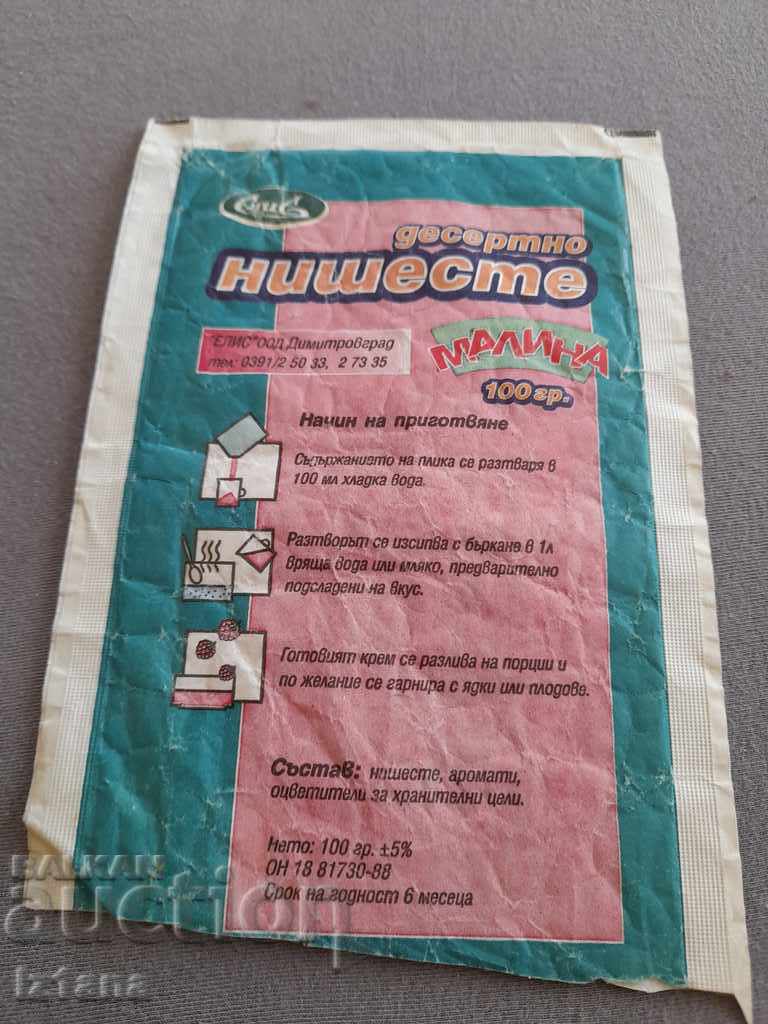 Елис
десертно
нишесте
"ЕЛИС"ООД Димитровград
тел: 0391/2 50 33, 2 73 35
МАЛИНА
100гр.
Начин на приготвяне
Съдържанието на плика се разтваря в
100 мл хладка вода.
Разтворът се изсипва с бъркане в 1л
вряща вода или мляко, предварително
подсладени на вкус.
Готовият крем се разлива на порции и
по желание се гарнира с ядки или плодове.
Състав: нишесте, аромати,
оцветители за хранителни цели.
Нето: 100 гр. ±5%
ОН 18 81730-88
Срок на годност 6 месеца
BALKAN
auction
Iztana